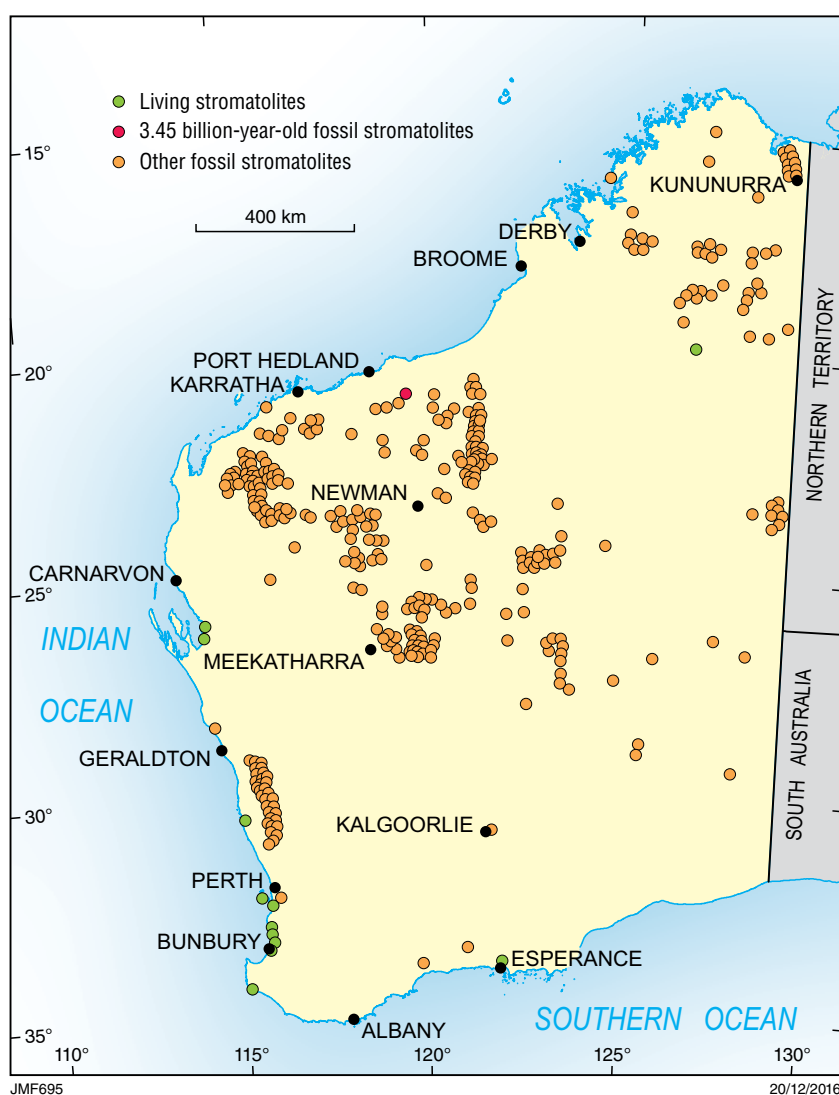 Living stromatolites
3.45 billion-year-old fossil stromatolites
Other fossil stromatolites
400 km
15°
20°
25°
30°
35°
KUNUNURRA
DERBY
BROOME
PORT HEDLAND
KARRATHA
NEWMAN
CARNARVON
MEEKATHARRA
GERALDTON
KALGOORLIE
PERTH
BUNBURY
ESPERANCE
ALBANY
INDIAN
OCEAN
SOUTHERN OCEAN
NORTHERN TERRITORY
SOUTH AUSTRALIA
110°
115°
120°
125°
130°
JMF695
20/12/2016